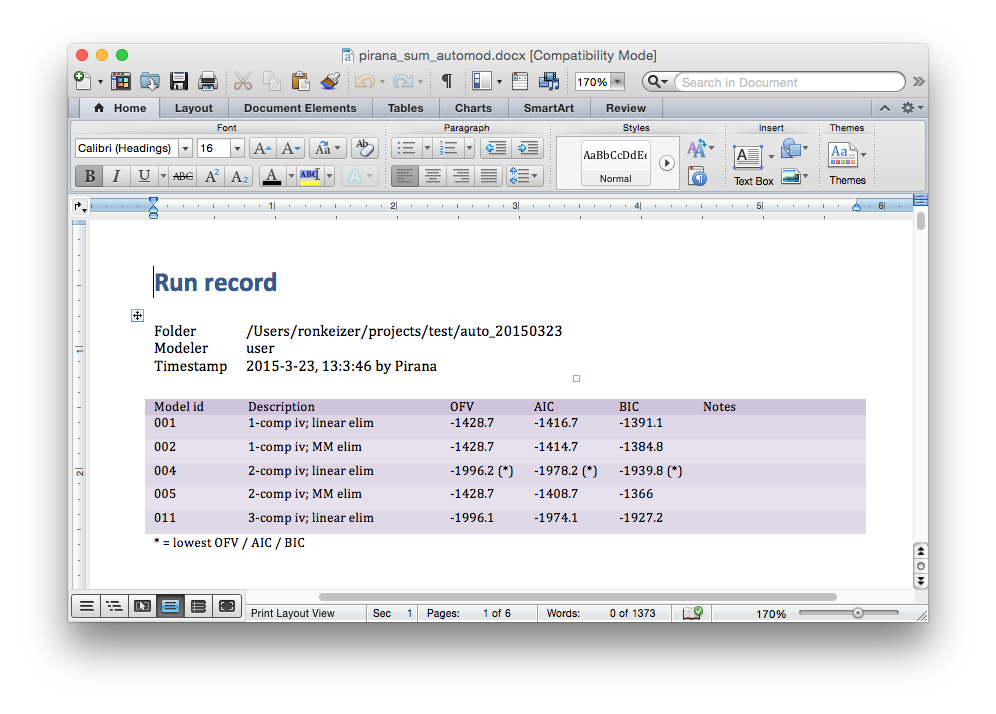 pirana_sum_automod.docx [Compatibility Mode]
170%
Search in Document
Home Layout Document Elements Tables Charts SmartArt Review
Font Paragraph Styles Insert Themes
Calibri (Headings) 16 A A Aa Abc
B I U ABC A² A₂ A ABC A
AaBbCcDdEe
Normal
A
Text Box
Aa
Themes
1 2 3 4 5 6
Run record
Folder /Users/ronkeizer/projects/test/auto_20150323
Modeler user
Timestamp 2015-3-23, 13:3:46 by Pirana
Model id Description OFV AIC BIC Notes
001 1-comp iv; linear elim -1428.7 -1416.7 -1391.1
002 1-comp iv; MM elim -1428.7 -1414.7 -1384.8
004 2-comp iv; linear elim -1996.2 (*) -1978.2 (*) -1939.8 (*)
005 2-comp iv; MM elim -1428.7 -1408.7 -1366
011 3-comp iv; linear elim -1996.1 -1974.1 -1927.2
* = lowest OFV / AIC / BIC
Print Layout View Sec 1 Pages: 1 of 6 Words: 0 of 1373 170%